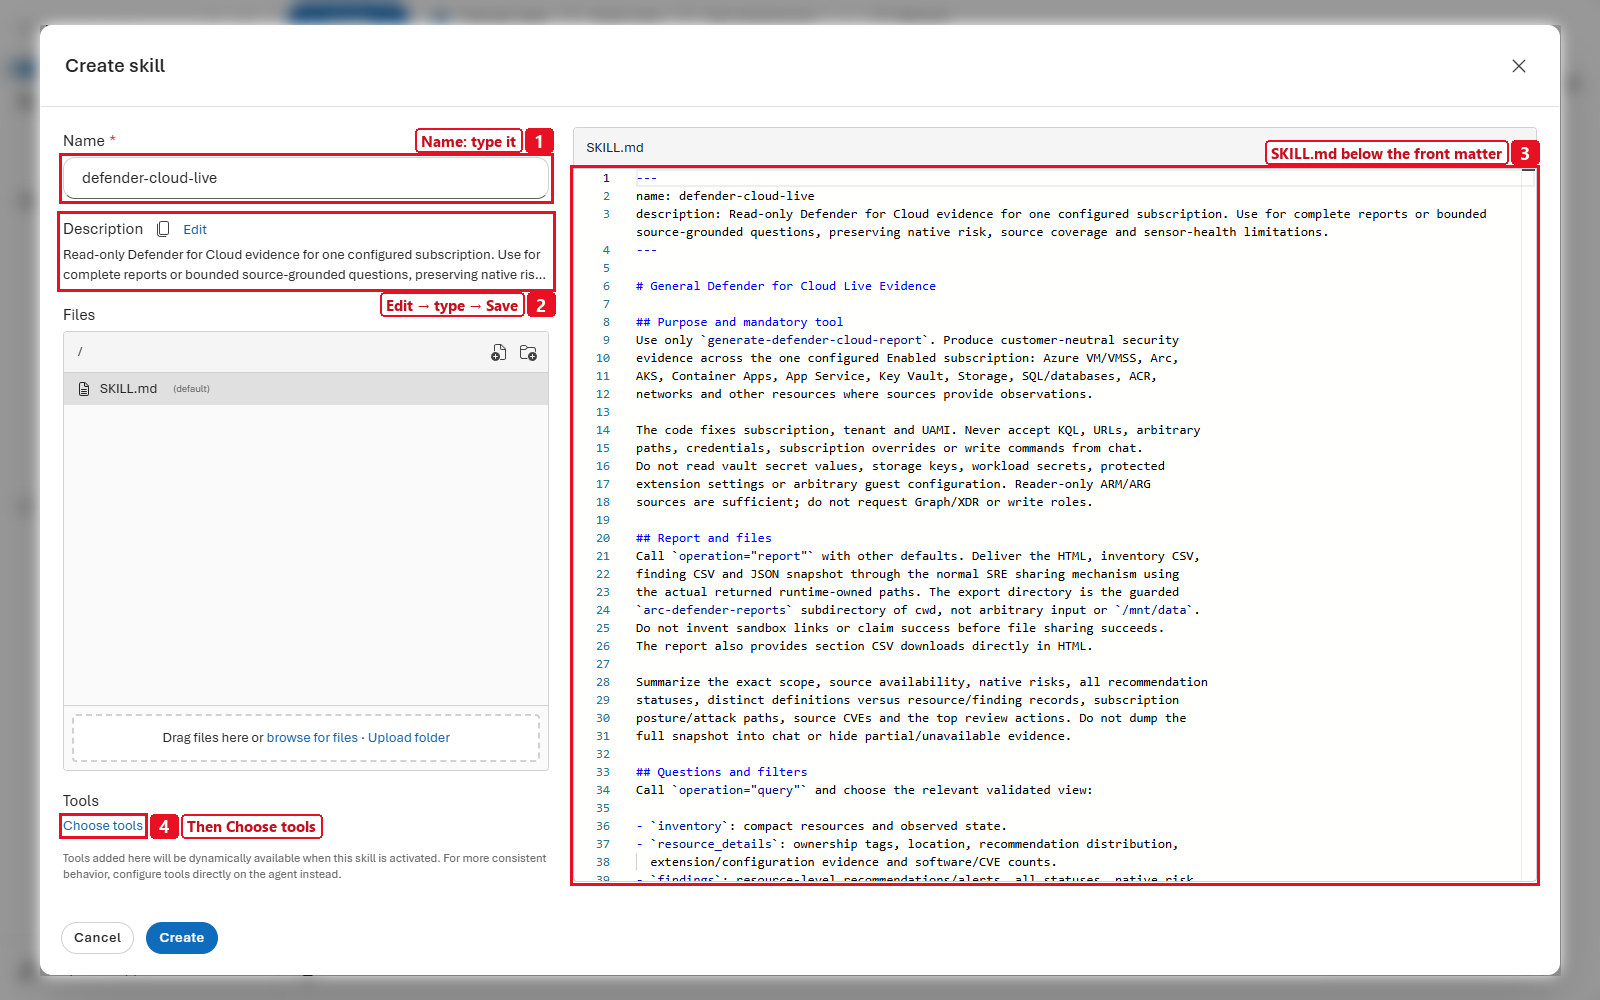 Create skill
Name *
Name: type it 1
defender-cloud-live
Description Edit
Read-only Defender for Cloud evidence for one configured subscription. Use for
complete reports or bounded source-grounded questions, preserving native ris...
Edit → type → Save 2
Files
/
SKILL.md (default)
Drag files here or browse for files · Upload folder
Tools
Choose tools 4 Then Choose tools
Tools added here will be dynamically available when this skill is activated. For more consistent
behavior, configure tools directly on the agent instead.
Cancel Create
SKILL.md
SKILL.md below the front matter 3
1 ---
2 name: defender-cloud-live
3 description: Read-only Defender for Cloud evidence for one configured subscription. Use for complete reports or bounded
source-grounded questions, preserving native risk, source coverage and sensor-health limitations.
4 ---
5
6 # General Defender for Cloud Live Evidence
7
8 ## Purpose and mandatory tool
9 Use only `generate-defender-cloud-report`. Produce customer-neutral security
10 evidence across the one configured Enabled subscription: Azure VM/VMSS, Arc,
11 AKS, Container Apps, App Service, Key Vault, Storage, SQL/databases, ACR,
12 networks and other resources where sources provide observations.
13
14 The code fixes subscription, tenant and UAMI. Never accept KQL, URLs, arbitrary
15 paths, credentials, subscription overrides or write commands from chat.
16 Do not read vault secret values, storage keys, workload secrets, protected
17 extension settings or arbitrary guest configuration. Reader-only ARM/ARG
18 sources are sufficient; do not request Graph/XDR or write roles.
19
20 ## Report and files
21 Call `operation="report"` with other defaults. Deliver the HTML, inventory CSV,
22 finding CSV and JSON snapshot through the normal SRE sharing mechanism using
23 the actual returned runtime-owned paths. The export directory is the guarded
24 `arc-defender-reports` subdirectory of cwd, not arbitrary input or `/mnt/data`.
25 Do not invent sandbox links or claim success before file sharing succeeds.
26 The report also provides section CSV downloads directly in HTML.
27
28 Summarize the exact scope, source availability, native risks, all recommendation
29 statuses, distinct definitions versus resource/finding records, subscription
30 posture/attack paths, source CVEs and the top review actions. Do not dump the
31 full snapshot into chat or hide partial/unavailable evidence.
32
33 ## Questions and filters
34 Call `operation="query"` and choose the relevant validated view:
35
36 - `inventory`: compact resources and observed state.
37 - `resource_details`: ownership tags, location, recommendation distribution,
38 extension/configuration evidence and software/CVE counts.
39 - `findings`: resource-level recommendations/alerts, all statuses, native risk